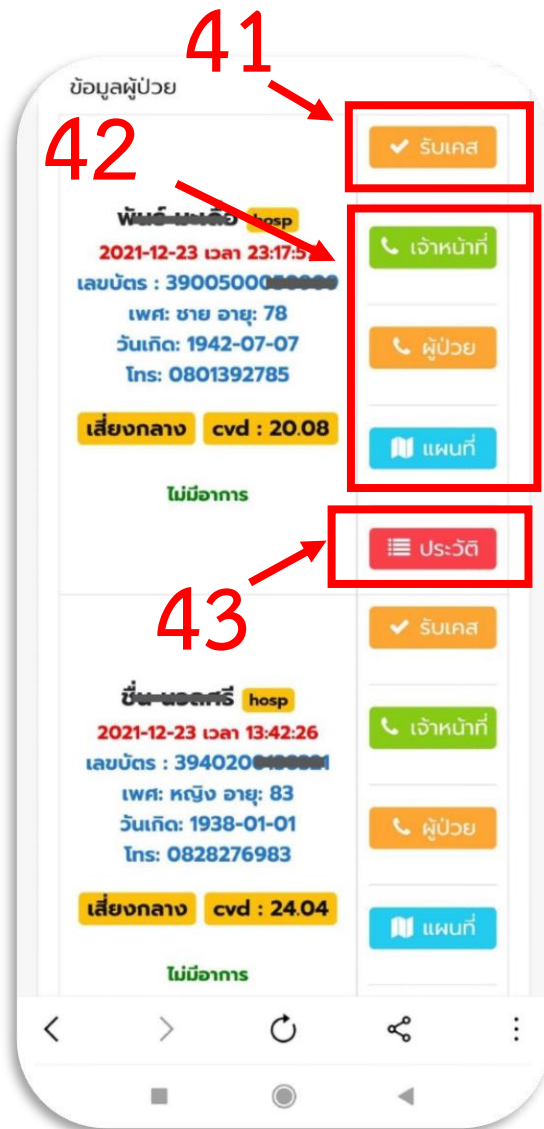 41
ข้อมูลผู้ป่วย
รับเคส
42
hosp
เจ้าหน้าที่
2021-12-23 เวลา 23:17:5
เลขบัตร : 3900500
เพศ: ชาย อายุ: 78
ผู้ป่วย
วันเกิด: 1942-07-07
โทร: 0801392785
เสี่ยงกลาง cvd : 20.08
แผนที่
ไม่มีอาการ
ประวัติ
43
รับเคส
hosp
2021-12-23 เวลา 13:42:26
เจ้าหน้าที่
เลขบัตร : 394020
เพศ: หญิง อายุ: 83
วันเกิด: 1938-01-01
ผู้ป่วย
โทร: 0828276983
เสี่ยงกลาง cvd : 24.04
แผนที่
ไม่มีอาการ